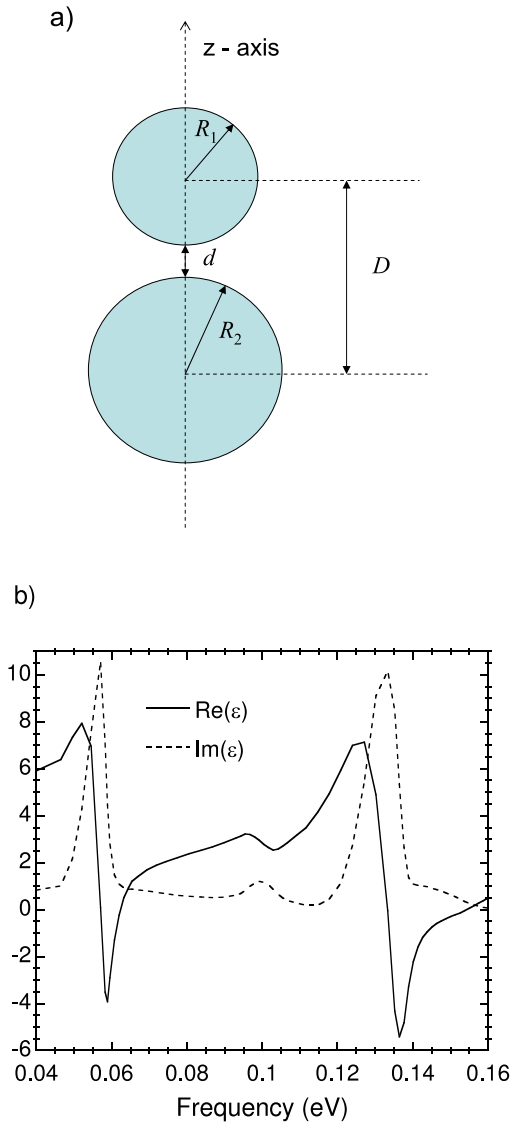 a)
z - axis
R1
d
D
R2
b)
10
8
6
4
2
0
-2
-4
-6
Re(ε)
Im(ε)
0.04 0.06 0.08 0.1 0.12 0.14 0.16
Frequency (eV)